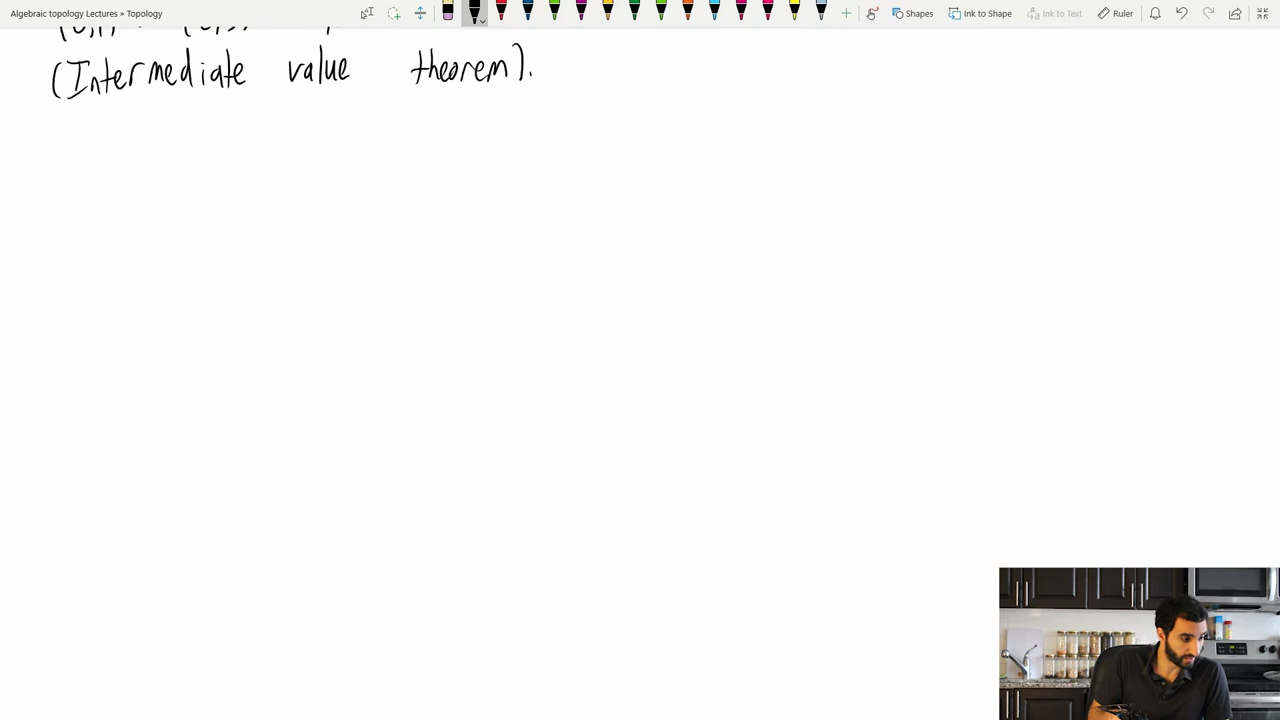 Algebraic topology Lectures » Topology
Shapes
Ink to Shape
Ink to Text
Ruler
(Intermediate value theorem).